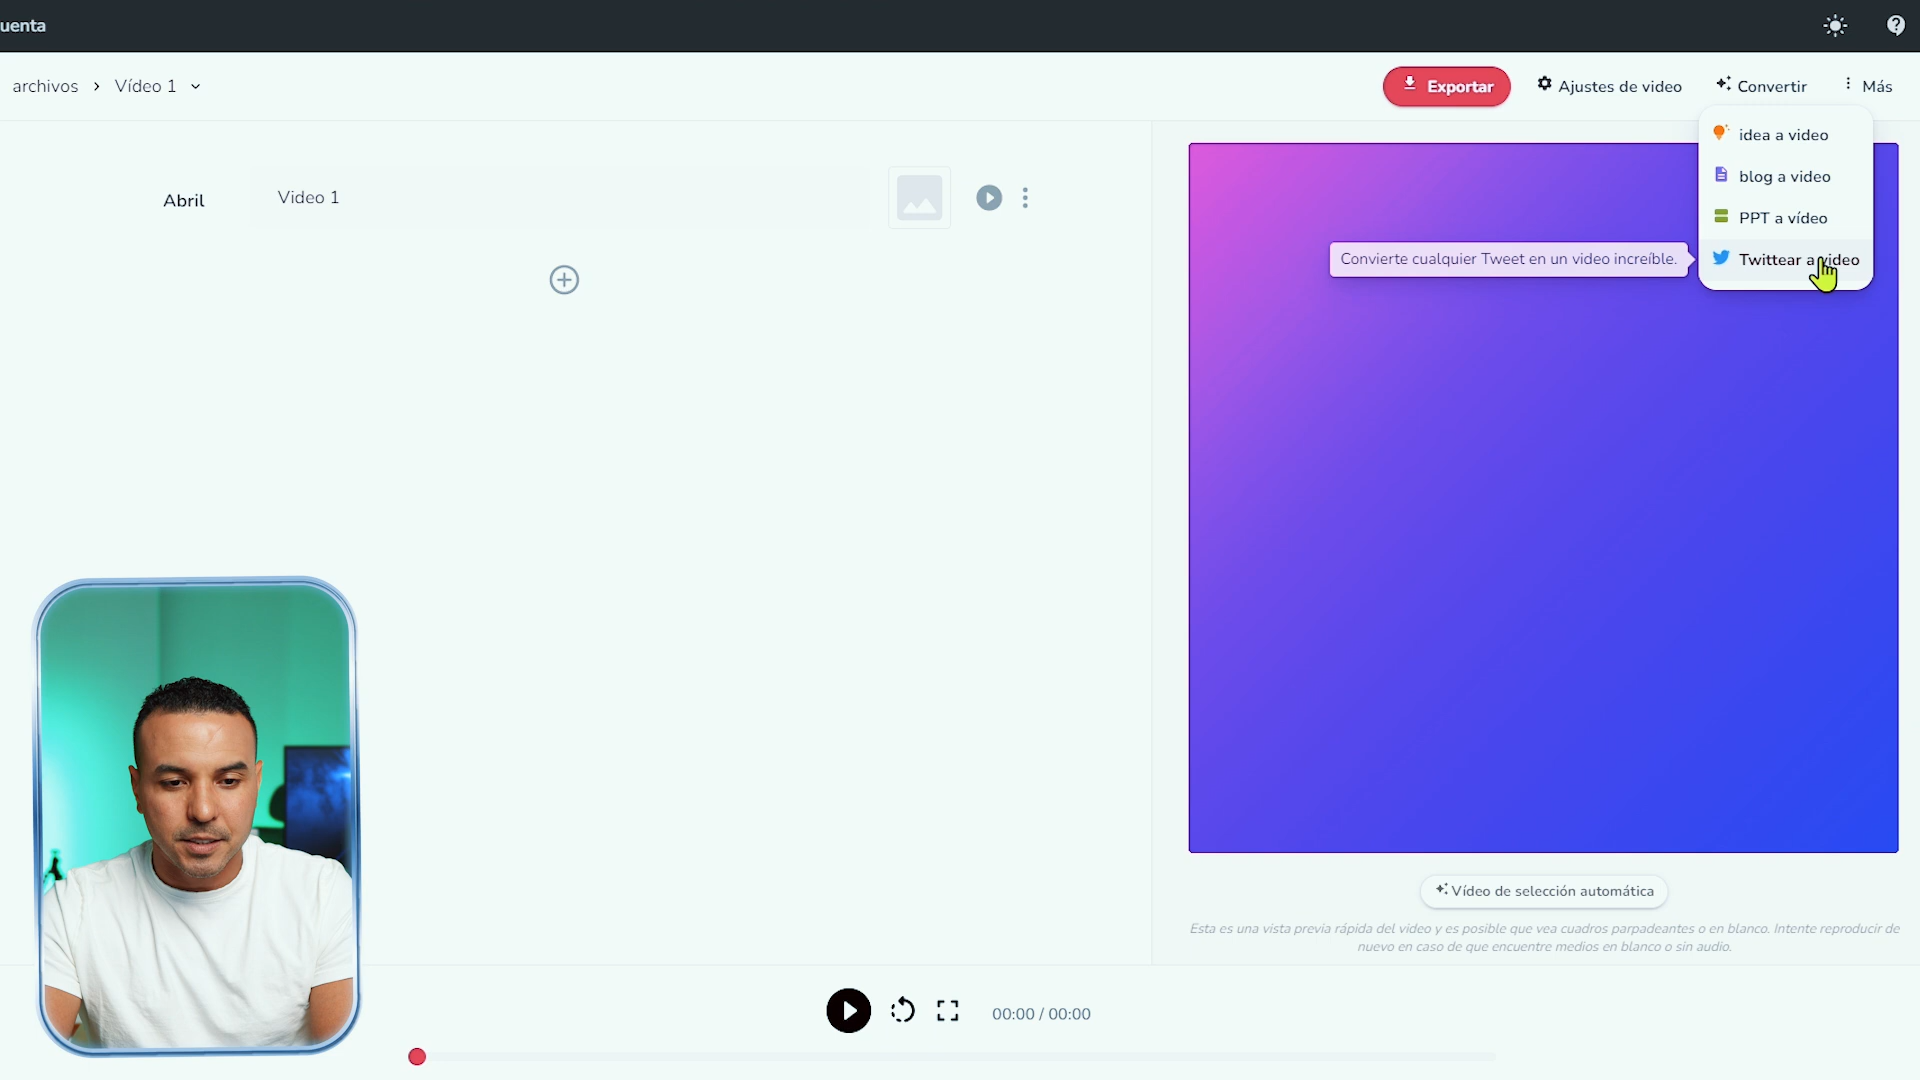 uenta
archivos > Vídeo 1
Exportar
Ajustes de video
Convertir
Más
idea a video
blog a video
PPT a vídeo
Twittear a video
Convierte cualquier Tweet en un video increíble.
Abril
Video 1
Vídeo de selección automática
Esta es una vista previa rápida del video y es posible que vea cuadros parpadeantes o en blanco. Intente reproducir de
nuevo en caso de que encuentre medios en blanco o sin audio.
00:00 / 00:00